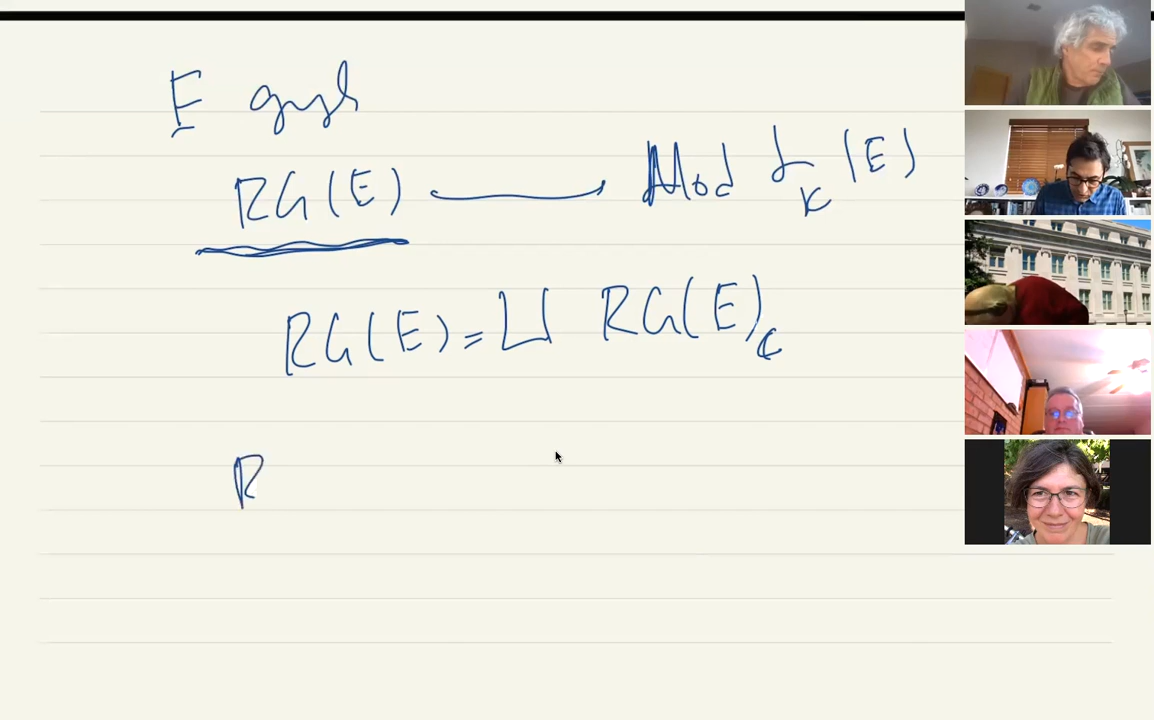 E graph
RG(E) → Mod L_K(E)
RG(E) = ⊔ RG(E)_c
R